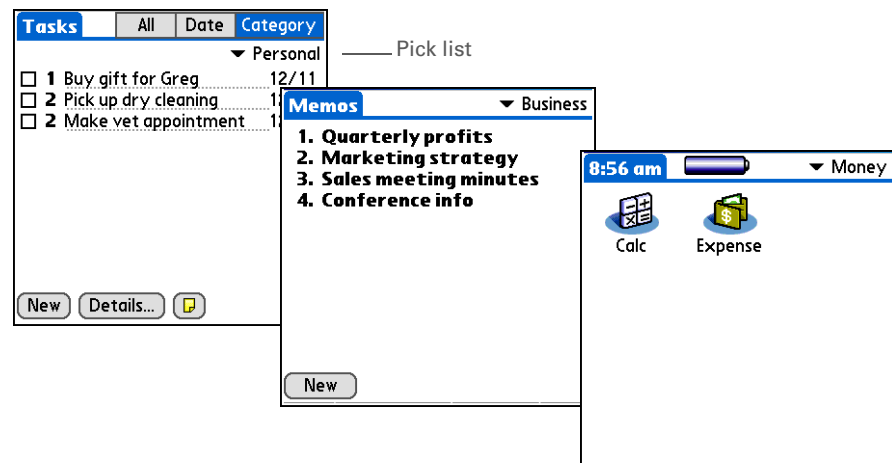 Tasks All Date Category
Personal
Pick list
1 Buy gift for Greg 12/11
2 Pick up dry cleaning 1
2 Make vet appointment
New Details...
Memos Business
1. Quarterly profits
2. Marketing strategy
3. Sales meeting minutes
4. Conference info
New
8:56 am Money
Calc Expense